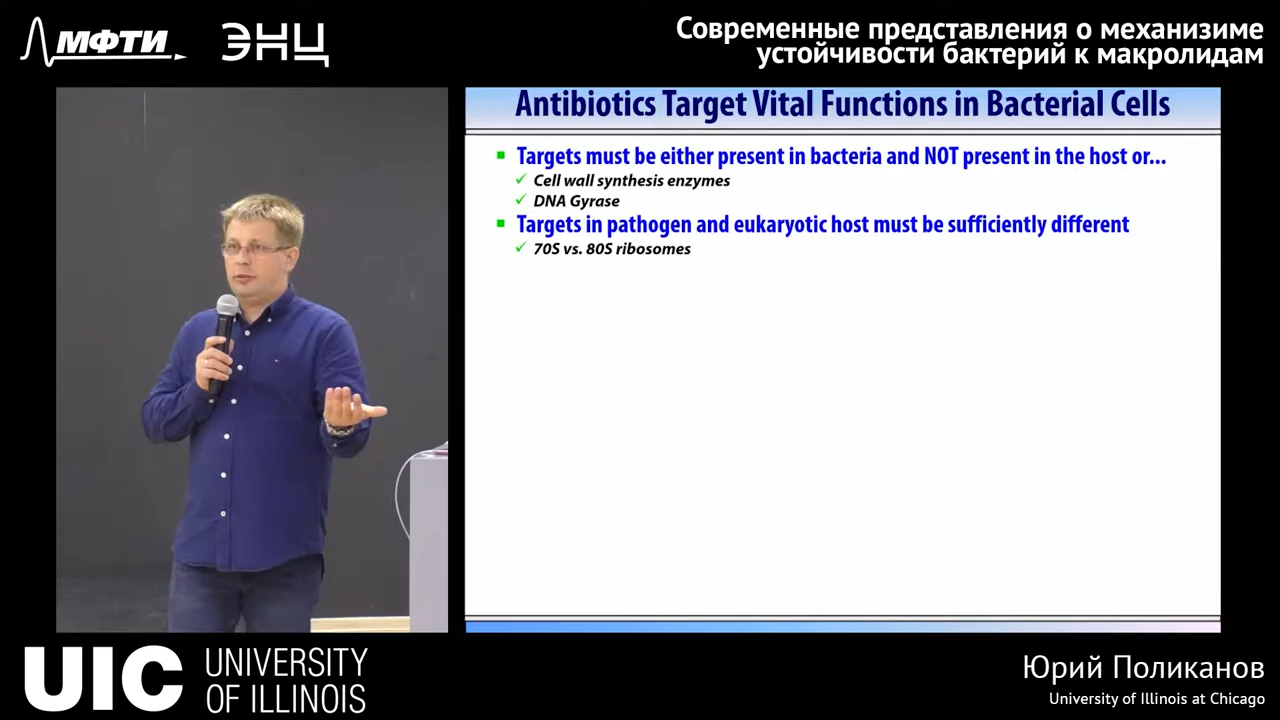 МФТИ
ЭНЦ
Современные представления о механизиме
устойчивости бактерий к макролидам
Antibiotics Target Vital Functions in Bacterial Cells
Targets must be either present in bacteria and NOT present in the host or...
Cell wall synthesis enzymes
DNA Gyrase
Targets in pathogen and eukaryotic host must be sufficiently different
70S vs. 80S ribosomes
UIC
UNIVERSITY
OF ILLINOIS
Юрий Поликанов
University of Illinois at Chicago